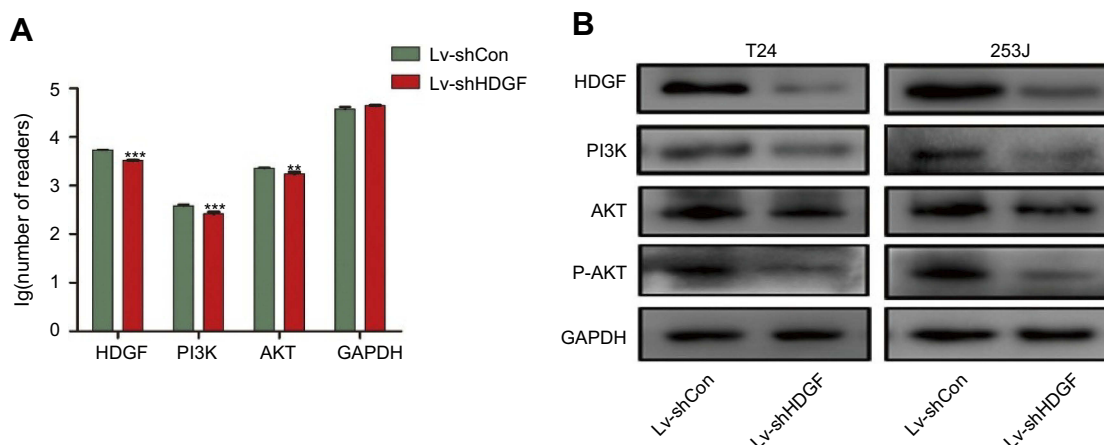 A
Lv-shCon
Lv-shHDGF
lg(number of readers)
5
4
3
2
1
0
***
***
**
HDGF PI3K AKT GAPDH
B
T24 253J
HDGF
PI3K
AKT
P-AKT
GAPDH
Lv-shCon Lv-shHDGF Lv-shCon Lv-shHDGF